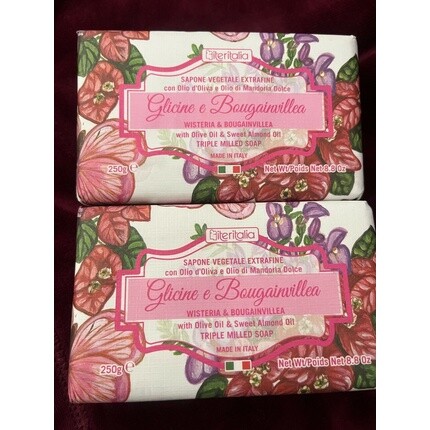 iteritalia
SAPONE VEGETALE EXTRAFINE
con Olio d'Oliva e Olio di Mandorla Dolce
Glicine e Bougainvillea
WISTERIA & BOUGAINVILLEA
with Olive Oil & Sweet Almond Oil
TRIPLE MILLED SOAP
MADE IN ITALY
250g ℮
Net Wt/Poids Net 8.8 Oz
iteritalia
SAPONE VEGETALE EXTRAFINE
con Olio d'Oliva e Olio di Mandorla Dolce
Glicine e Bougainvillea
WISTERIA & BOUGAINVILLEA
with Olive Oil & Sweet Almond Oil
TRIPLE MILLED SOAP
MADE IN ITALY
250g ℮
Net Wt/Poids Net 8.8 Oz